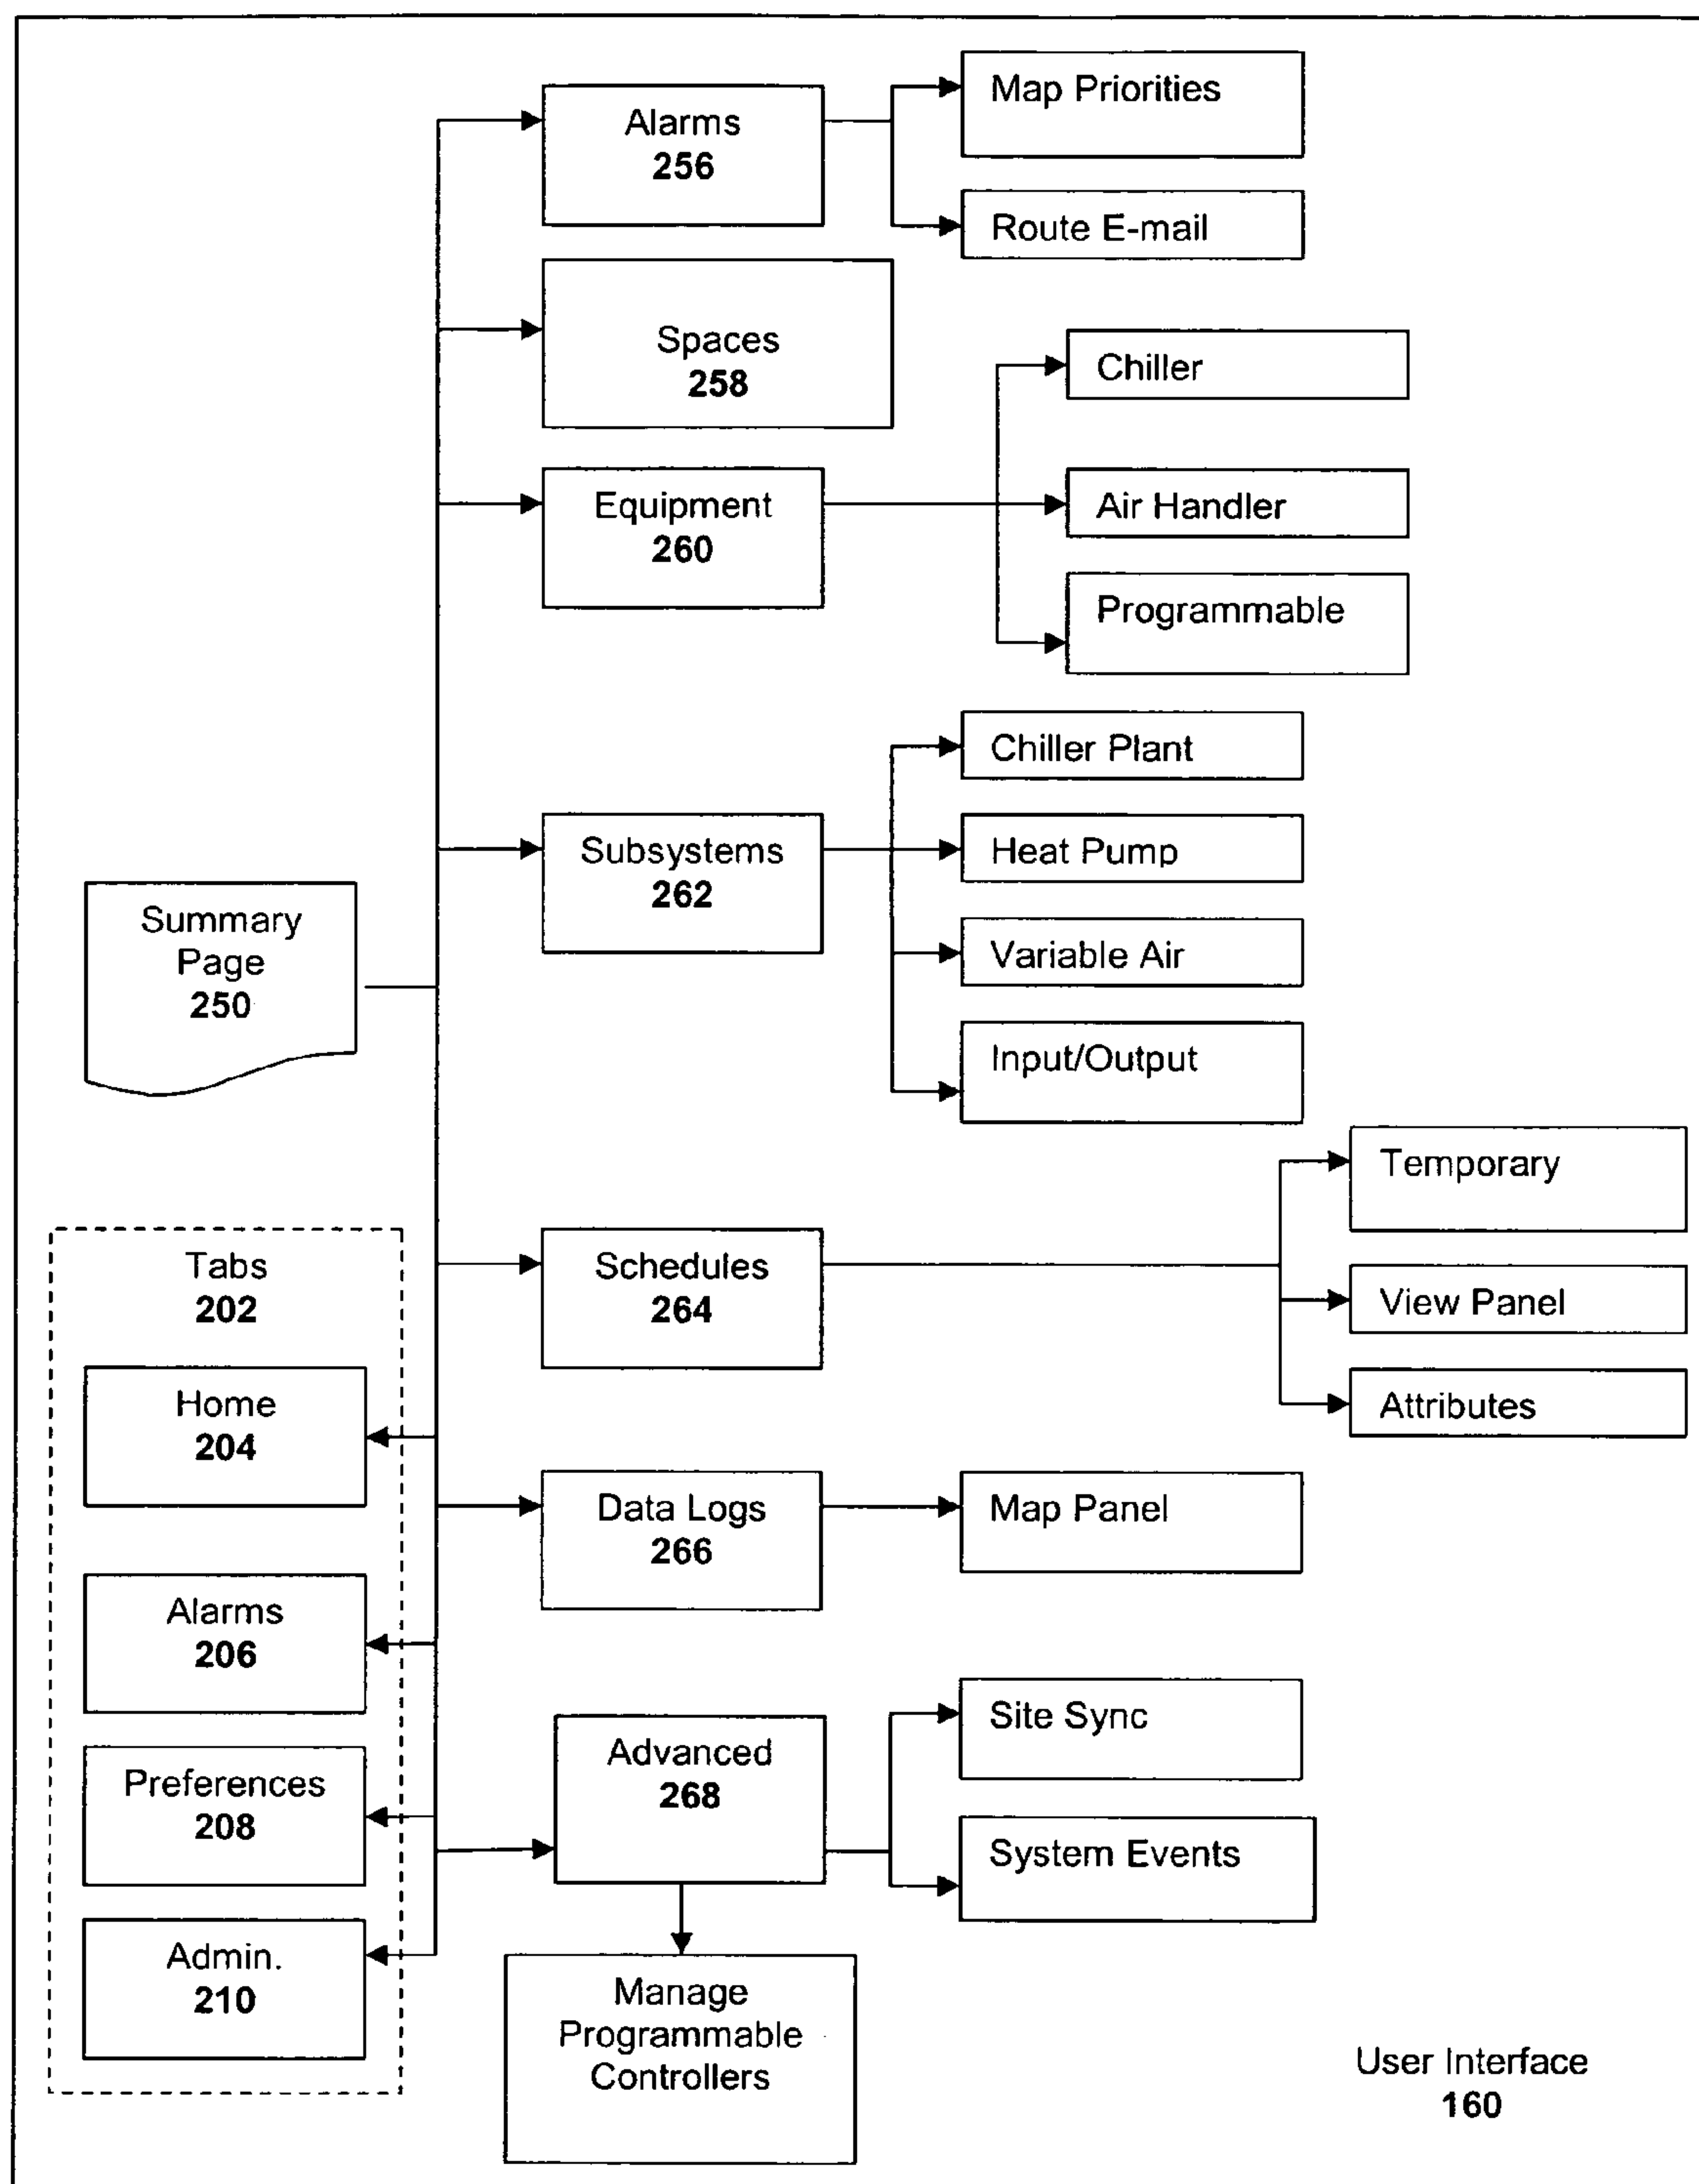 Alarms
256
Map Priorities
Route E-mail
Spaces
258
Equipment
260
Chiller
Air Handler
Programmable
Subsystems
262
Chiller Plant
Heat Pump
Variable Air
Input/Output
Summary
Page
250
Schedules
264
Temporary
View Panel
Attributes
Tabs
202
Home
204
Alarms
206
Preferences
208
Admin.
210
Data Logs
266
Map Panel
Advanced
268
Site Sync
System Events
Manage
Programmable
Controllers
User Interface
160